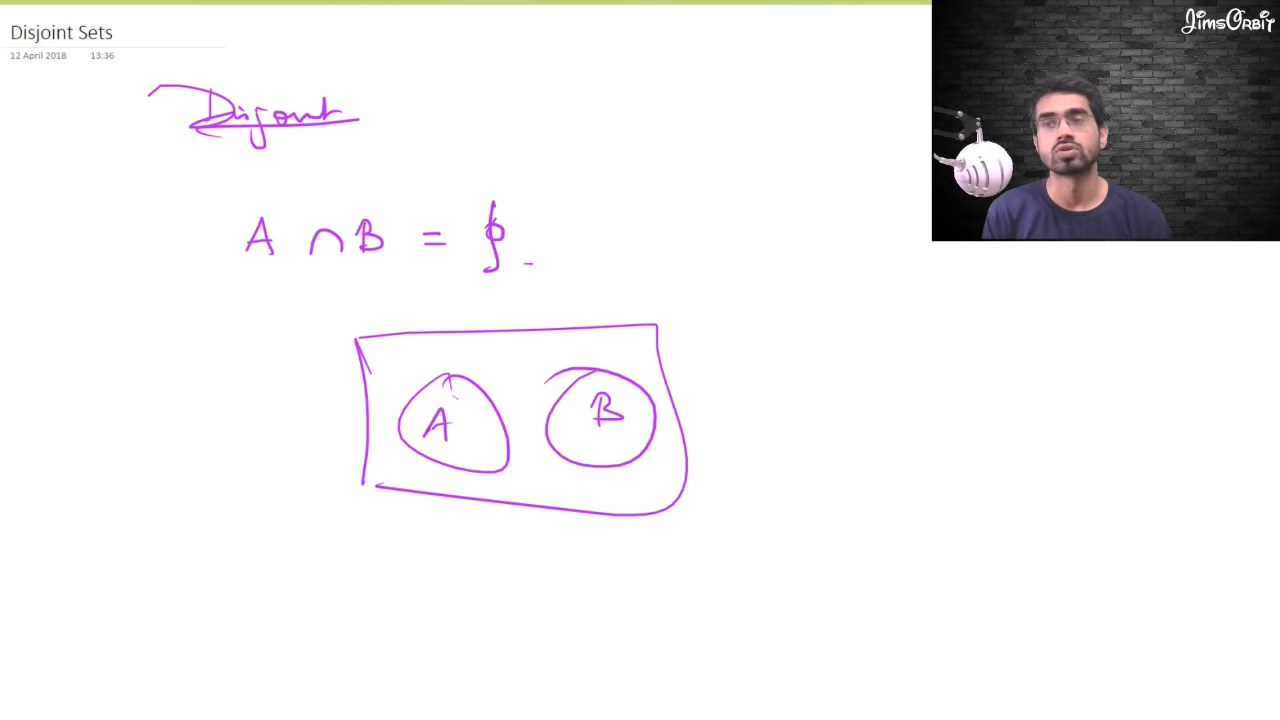 Disjoint Sets
12 April 2018 13:36
JimsOrbit
Disjoint
A ∩ B = ϕ
A B